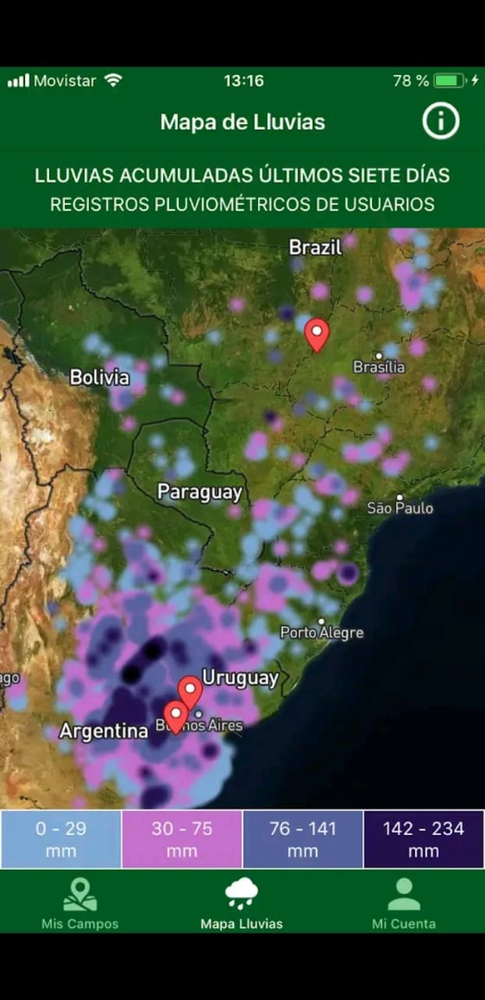 Movistar 13:16 78 %
Mapa de Lluvias
LLUVIAS ACUMULADAS ÚLTIMOS SIETE DÍAS
REGISTROS PLUVIOMÉTRICOS DE USUARIOS
Brazil
Brasília
Bolivia
Paraguay
São Paulo
Porto Alegre
Uruguay
ago
Argentina
Aires
0 - 29 mm
30 - 75 mm
76 - 141 mm
142 - 234 mm
Mis Campos
Mapa Lluvias
Mi Cuenta